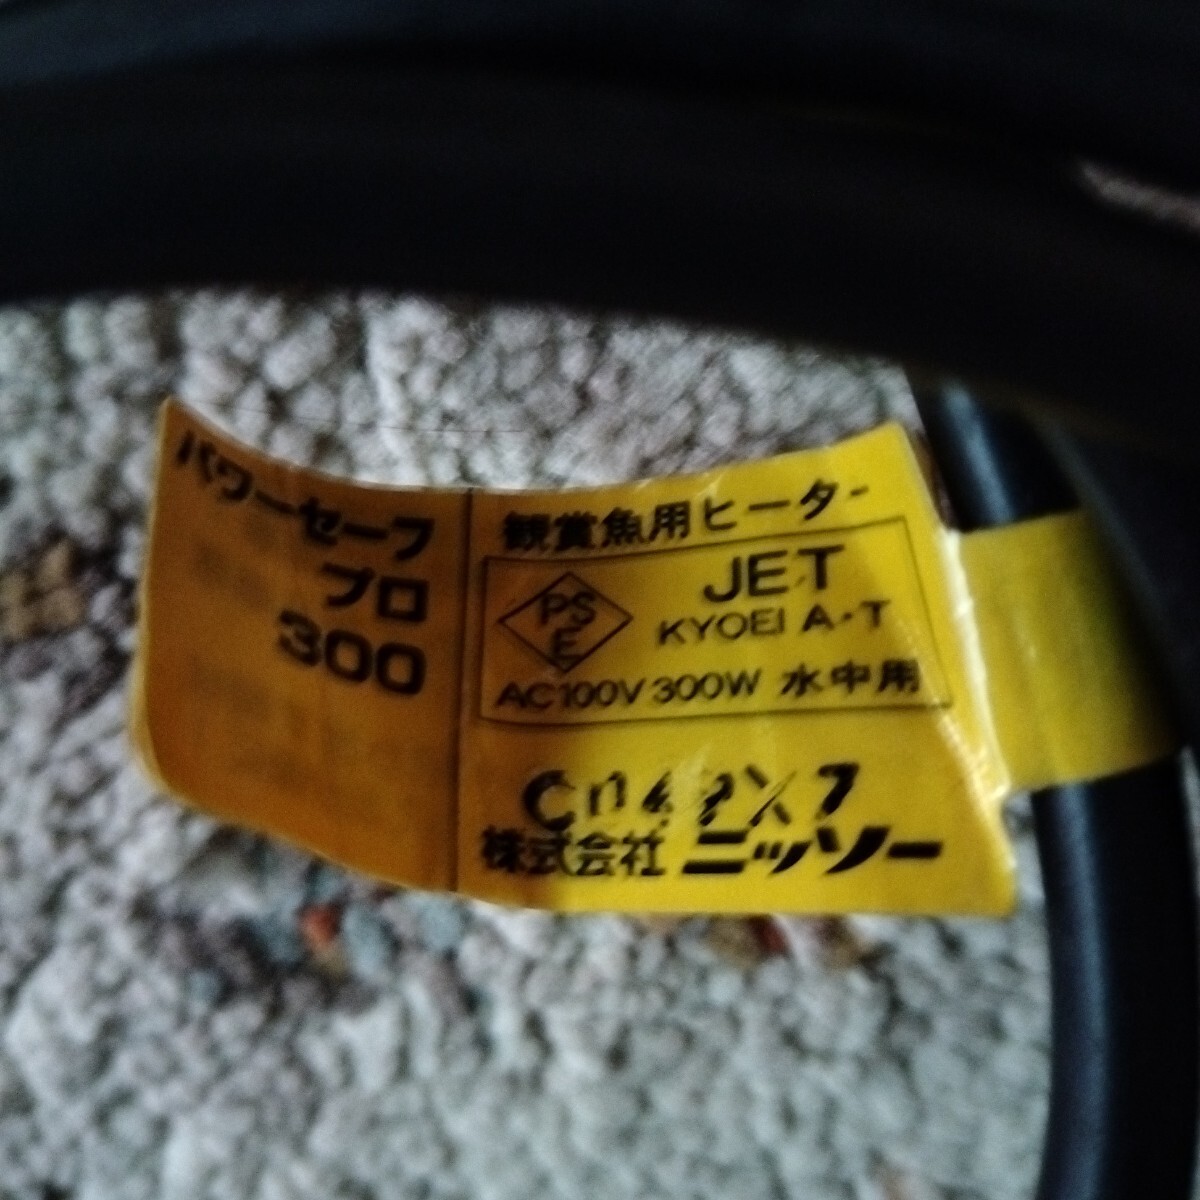 パワーセーフ
プロ
300
観賞魚用ヒーター
PS
E
JET
KYOEI A・T
AC100V 300W 水中用
株式会社 ニッソー